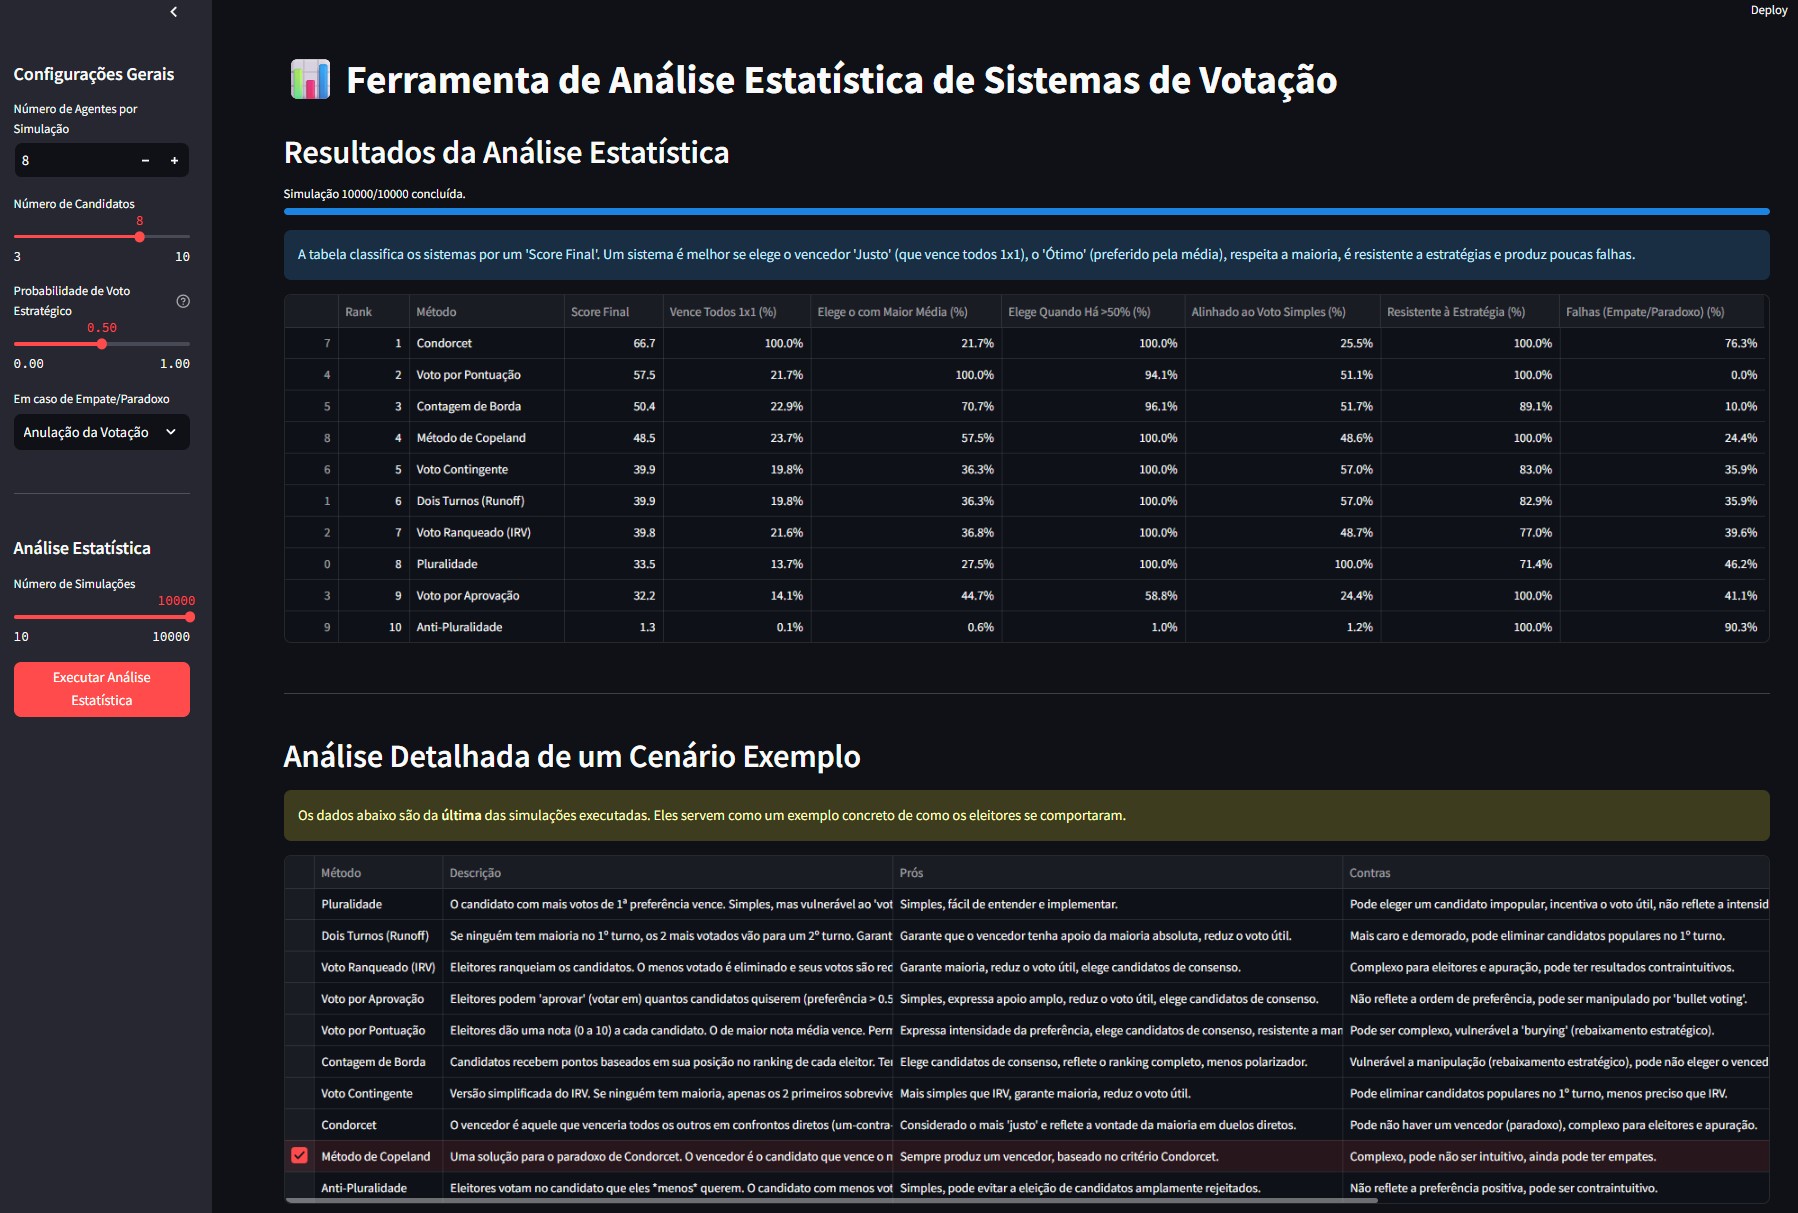 Deploy
Configurações Gerais
Número de Agentes por
Simulação
8
Número de Candidatos
8
3 10
Probabilidade de Voto
Estratégico
0.50
0.00 1.00
Em caso de Empate/Paradoxo
Anulação da Votação
Análise Estatística
Número de Simulações
10000
10 10000
Executar Análise
Estatística
Ferramenta de Análise Estatística de Sistemas de Votação
Resultados da Análise Estatística
Simulação 10000/10000 concluída.
A tabela classifica os sistemas por um 'Score Final'. Um sistema é melhor se elege o vencedor 'Justo' (que vence todos 1x1), o 'Ótimo' (preferido pela média), respeita a maioria, é resistente a estratégias e produz poucas falhas.
Rank Método Score Final Vence Todos 1x1 (%) Elege o com Maior Média (%) Elege Quando Há >50% (%) Alinhado ao Voto Simples (%) Resistente à Estratégia (%) Falhas (Empate/Paradoxo) (%)
7 1 Condorcet 66.7 100.0% 21.7% 100.0% 25.5% 100.0% 76.3%
4 2 Voto por Pontuação 57.5 21.7% 100.0% 94.1% 51.1% 100.0% 0.0%
5 3 Contagem de Borda 50.4 22.9% 70.7% 96.1% 51.7% 89.1% 10.0%
8 4 Método de Copeland 48.5 23.7% 57.5% 100.0% 48.6% 100.0% 24.4%
6 5 Voto Contingente 39.9 19.8% 36.3% 100.0% 57.0% 83.0% 35.9%
1 6 Dois Turnos (Runoff) 39.9 19.8% 36.3% 100.0% 57.0% 82.9% 35.9%
2 7 Voto Ranqueado (IRV) 39.8 21.6% 36.8% 100.0% 48.7% 77.0% 39.6%
0 8 Pluralidade 33.5 13.7% 27.5% 100.0% 100.0% 71.4% 46.2%
3 9 Voto por Aprovação 32.2 14.1% 44.7% 58.8% 24.4% 100.0% 41.1%
9 10 Anti-Pluralidade 1.3 0.1% 0.6% 1.0% 1.2% 100.0% 90.3%
Análise Detalhada de um Cenário Exemplo
Os dados abaixo são da última das simulações executadas. Eles servem como um exemplo concreto de como os eleitores se comportaram.
Método Descrição Prós Contras
Pluralidade O candidato com mais votos de 1ª preferência vence. Simples, mas vulnerável ao 'vot Simples, fácil de entender e implementar. Pode eleger um candidato impopular, incentiva o voto útil, não reflete a intensid
Dois Turnos (Runoff) Se ninguém tem maioria no 1º turno, os 2 mais votados vão para um 2º turno. Garant Garante que o vencedor tenha apoio da maioria absoluta, reduz o voto útil. Mais caro e demorado, pode eliminar candidatos populares no 1º turno.
Voto Ranqueado (IRV) Eleitores ranqueiam os candidatos. O menos votado é eliminado e seus votos são red Garante maioria, reduz o voto útil, elege candidatos de consenso. Complexo para eleitores e apuração, pode ter resultados contraintuitivos.
Voto por Aprovação Eleitores podem 'aprovar' (votar em) quantos candidatos quiserem (preferência > 0.5 Simples, expressa apoio amplo, reduz o voto útil, elege candidatos de consenso. Não reflete a ordem de preferência, pode ser manipulado por 'bullet voting'.
Voto por Pontuação Eleitores dão uma nota (0 a 10) a cada candidato. O de maior nota média vence. Perm Expressa intensidade da preferência, elege candidatos de consenso, resistente a man Pode ser complexo, vulnerável a 'burying' (rebaixamento estratégico).
Contagem de Borda Candidatos recebem pontos baseados em sua posição no ranking de cada eleitor. Ter Elege candidatos de consenso, reflete o ranking completo, menos polarizador. Vulnerável a manipulação (rebaixamento estratégico), pode não eleger o venced
Voto Contingente Versão simplificada do IRV. Se ninguém tem maioria, apenas os 2 primeiros sobrevive Mais simples que IRV, garante maioria, reduz o voto útil. Pode eliminar candidatos populares no 1º turno, menos preciso que IRV.
Condorcet O vencedor é aquele que venceria todos os outros em confrontos diretos (um-contra- Considerado o mais 'justo' e reflete a vontade da maioria em duelos diretos. Pode não haver um vencedor (paradoxo), complexo para eleitores e apuração.
Método de Copeland Uma solução para o paradoxo de Condorcet. O vencedor é o candidato que vence o n Sempre produz um vencedor, baseado no critério Condorcet. Complexo, pode não ser intuitivo, ainda pode ter empates.
Anti-Pluralidade Eleitores votam no candidato que eles *menos* querem. O candidato com menos vot Simples, pode evitar a eleição de candidatos amplamente rejeitados. Não reflete a preferência positiva, pode ser contraintuitivo.